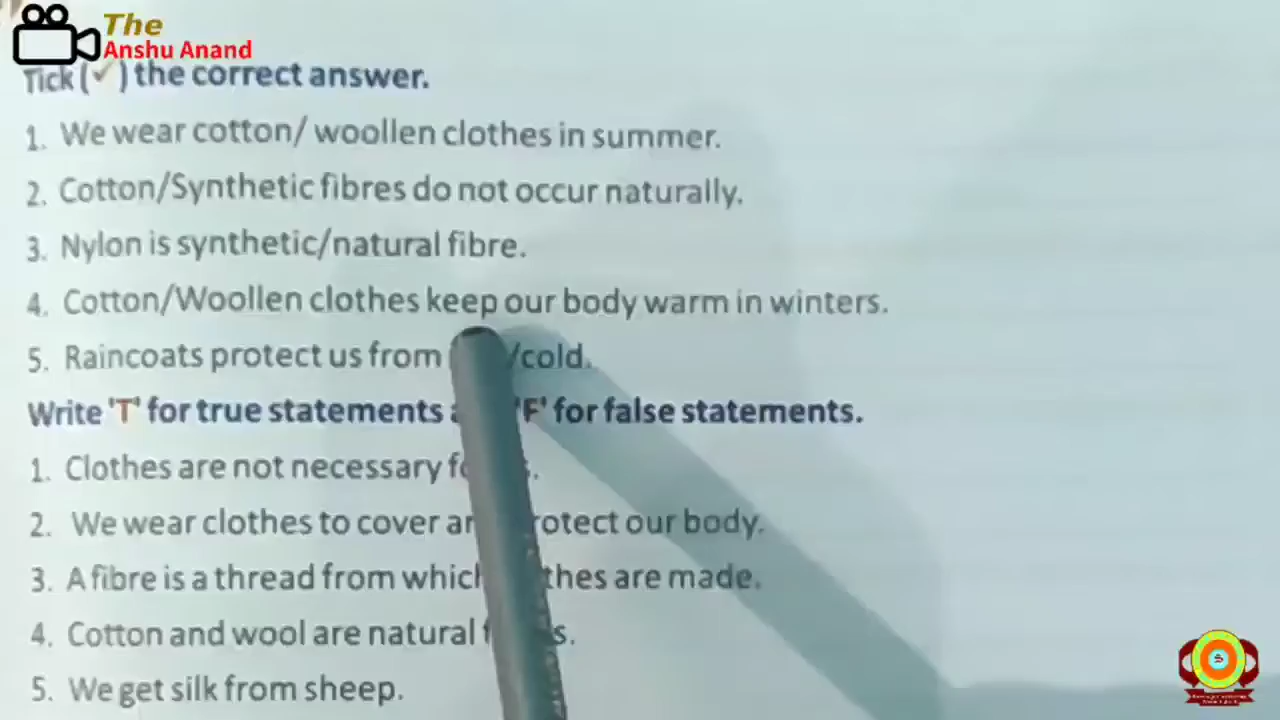 The
Anshu Anand
Tick (✓) the correct answer.
1. We wear cotton/ woollen clothes in summer.
2. Cotton/Synthetic fibres do not occur naturally.
3. Nylon is synthetic/natural fibre.
4. Cotton/Woollen clothes keep our body warm in winters.
5. Raincoats protect us from /cold.
Write 'T' for true statements 'F' for false statements.
1. Clothes are not necessary
2. We wear clothes to cover protect our body.
3. A fibre is a thread from which clothes are made.
4. Cotton and wool are natural
5. We get silk from sheep.